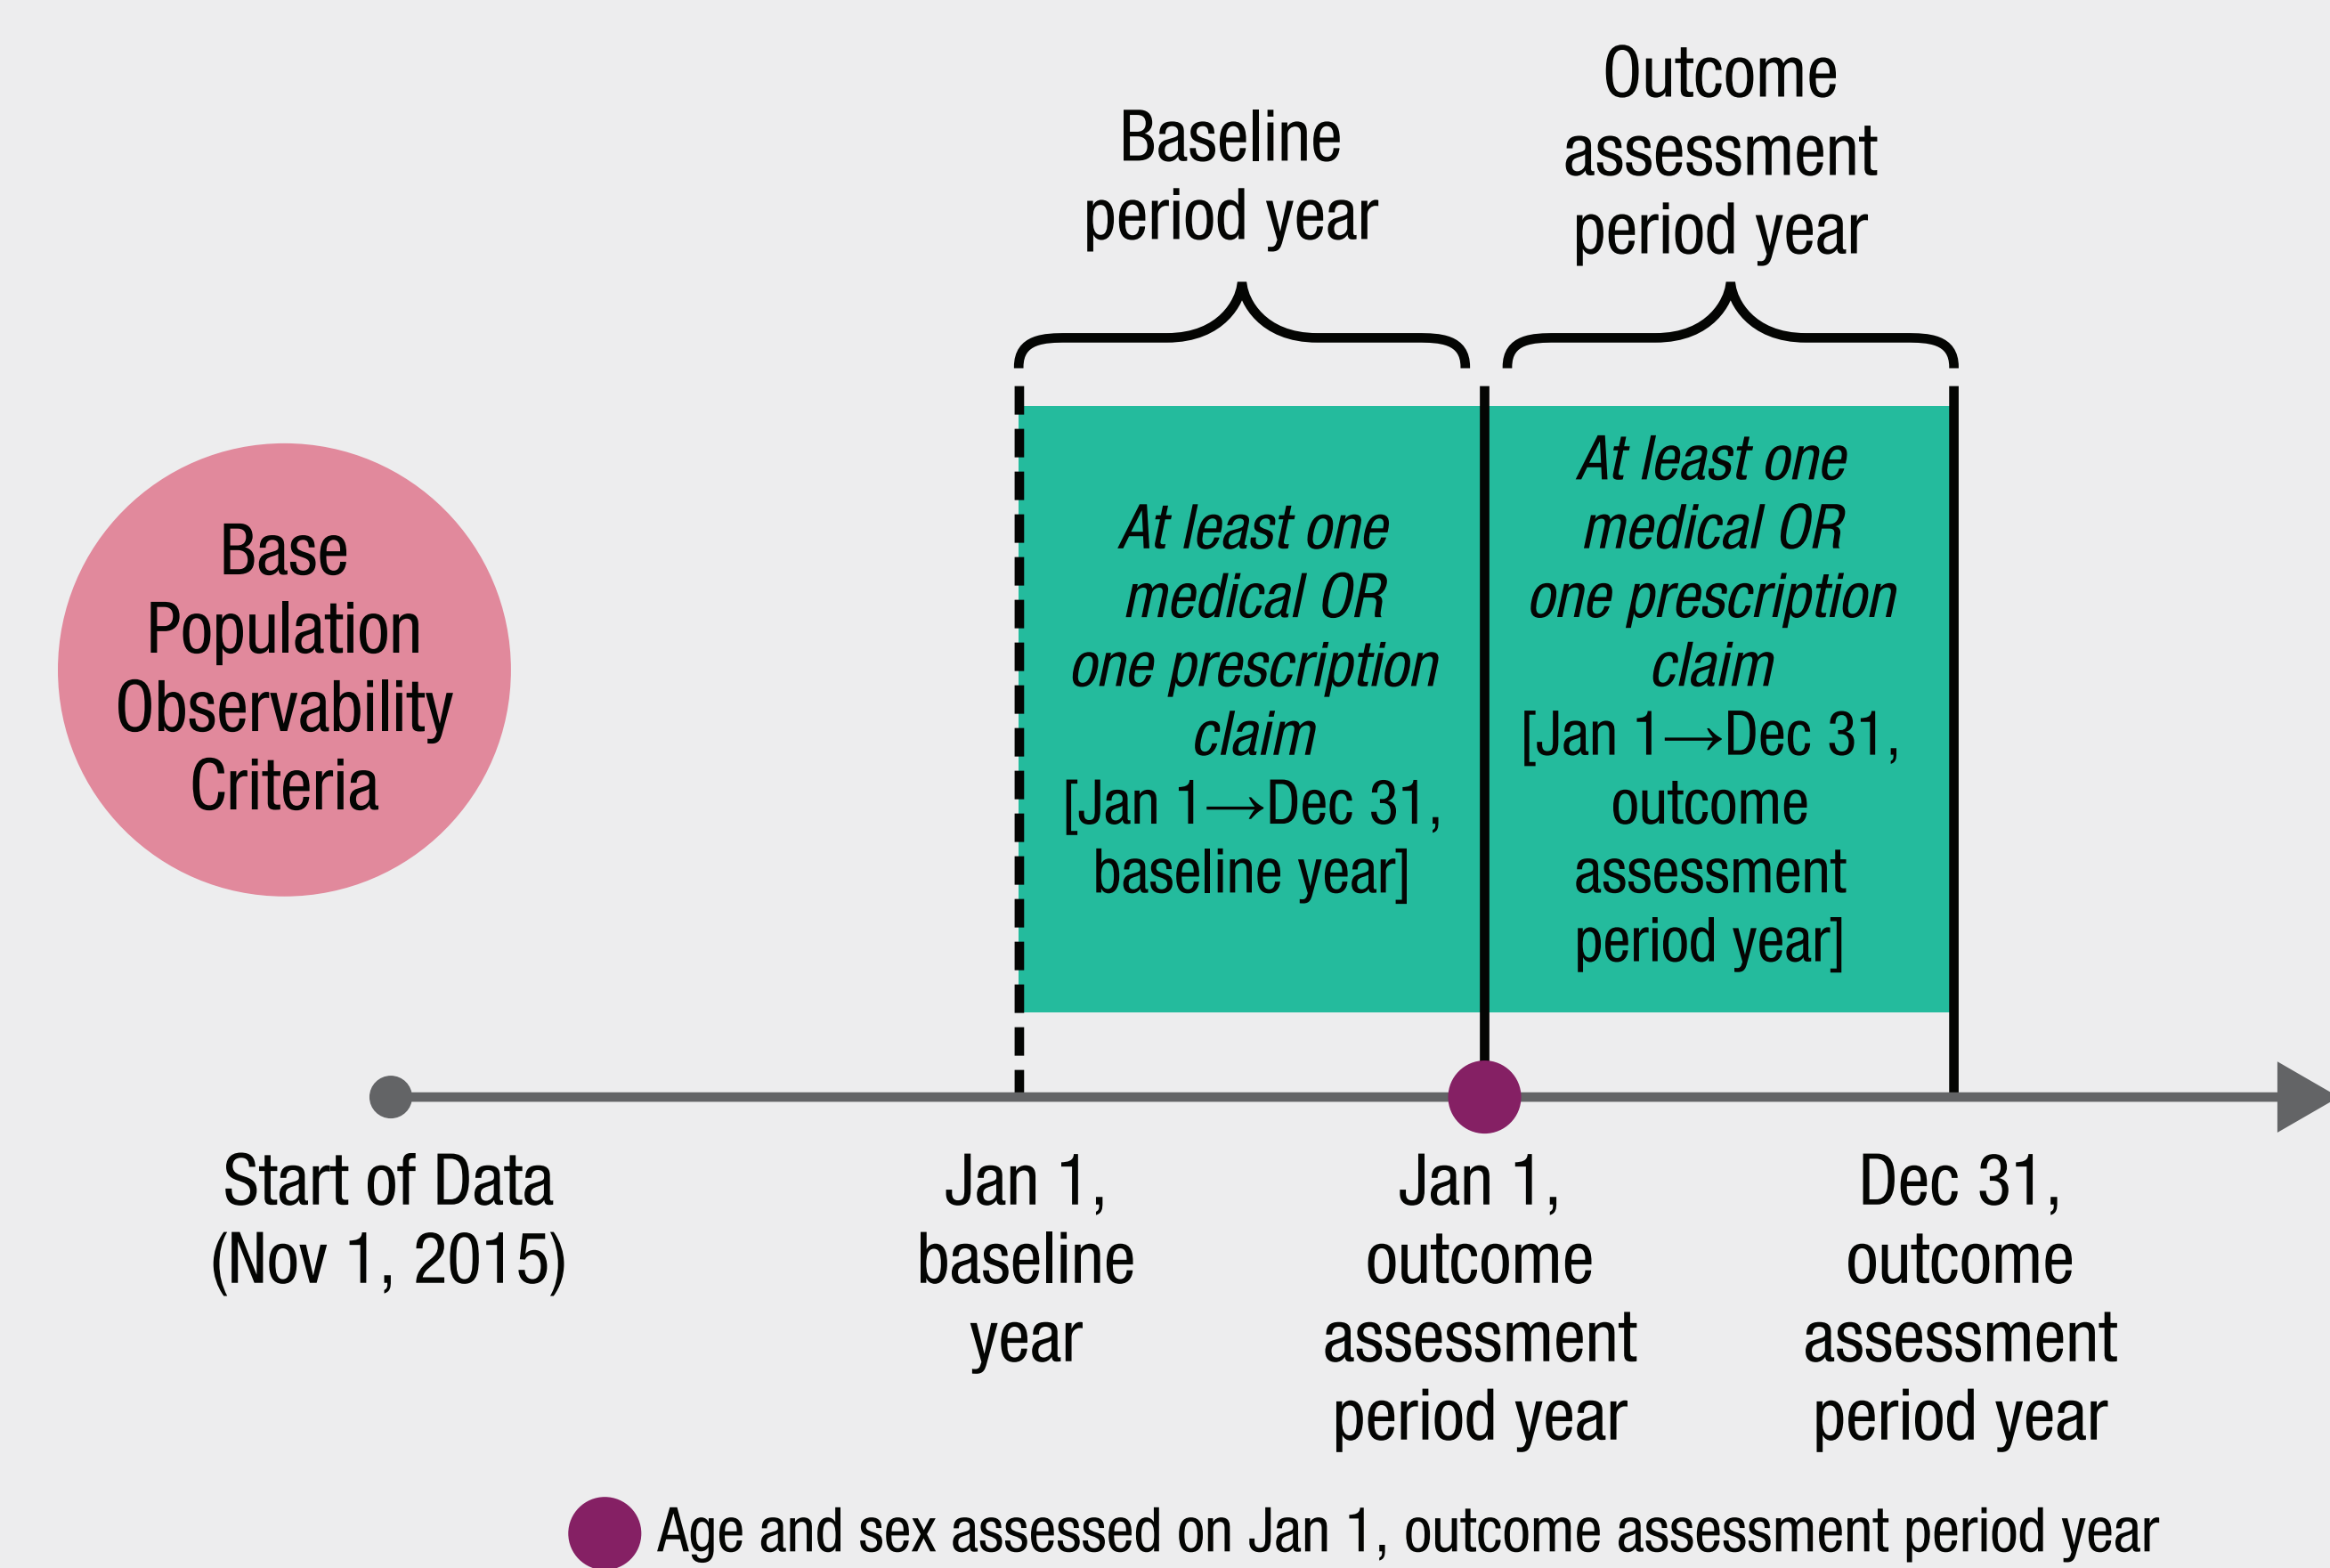 Baseline
period year
Outcome
assessment
period year
Base
Population
Observability
Criteria
At least one
medical OR
one prescription
claim
[Jan 1→Dec 31,
baseline year]
At least one
medical OR
one prescription
claim
[Jan 1→Dec 31,
outcome
assessment
period year]
Start of Data
(Nov 1, 2015)
Jan 1,
baseline
year
Jan 1,
outcome
assessment
period year
Dec 31,
outcome
assessment
period year
Age and sex assessed on Jan 1, outcome assessment period year